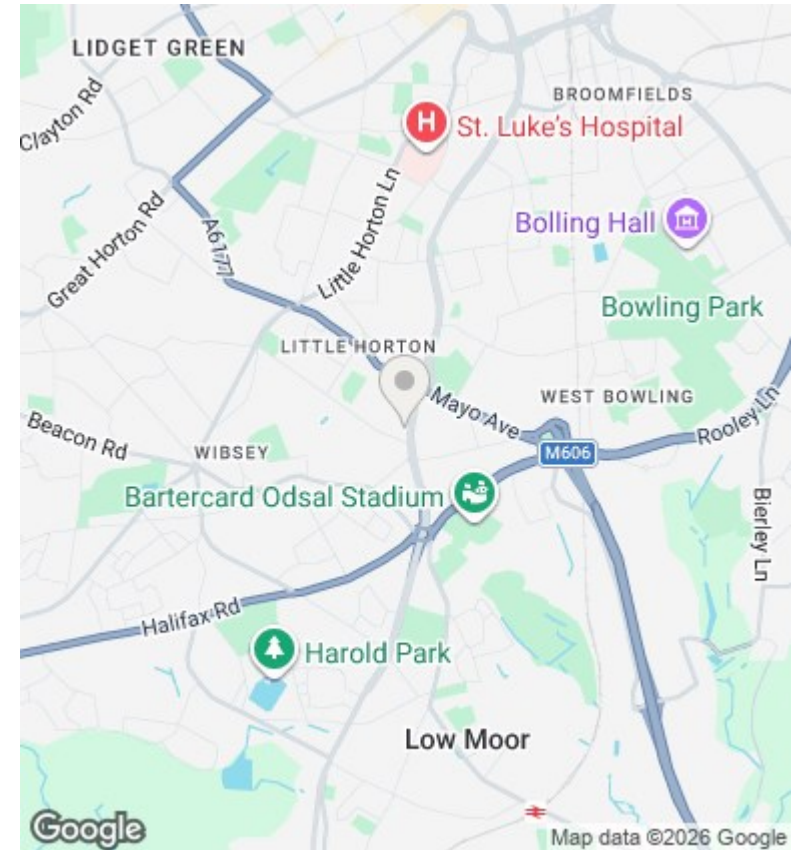 LIDGET GREEN
BROOMFIELDS
Clayton Rd
St. Luke's Hospital
Little Horton Ln
Bolling Hall
Great Horton Rd
A6177
Bowling Park
LITTLE HORTON
Mayo Ave
WEST BOWLING
Rooley Ln
Beacon Rd
WIBSEY
M606
Bartercard Odsal Stadium
Bierley Ln
Halifax Rd
Harold Park
Low Moor
Google
Map data ©2026 Google